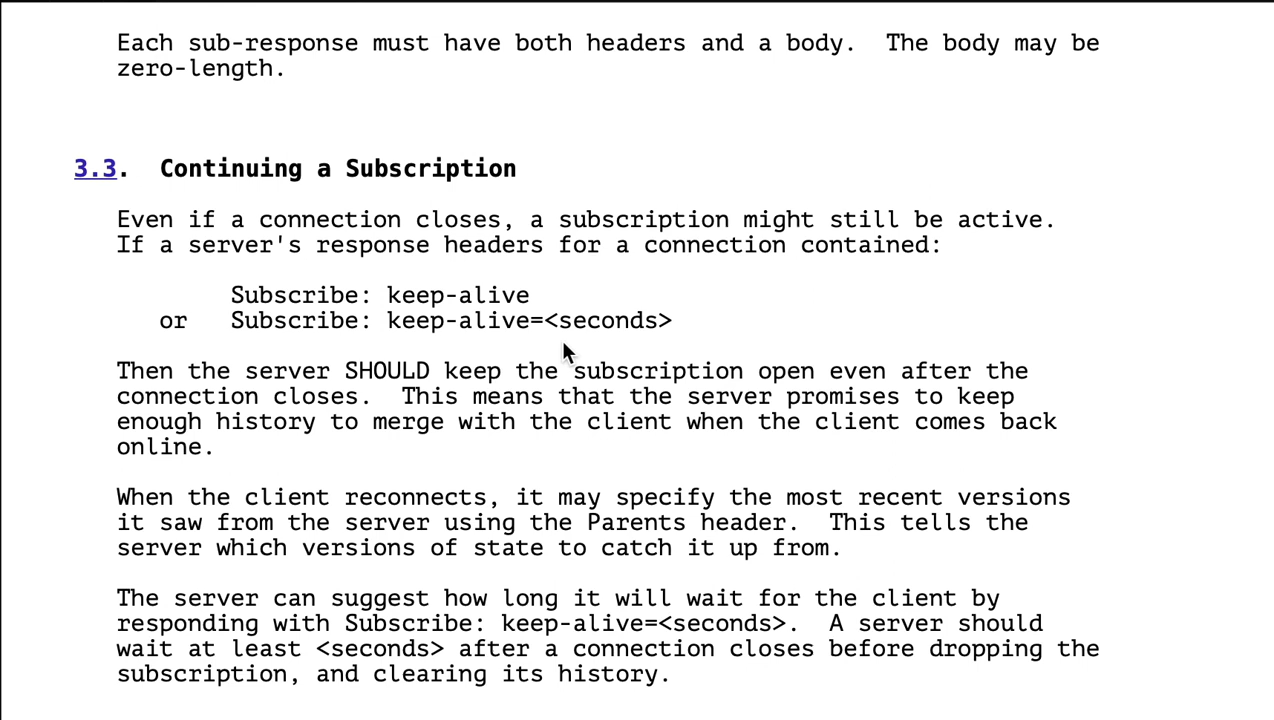 Each sub-response must have both headers and a body.  The body may be
zero-length.
3.3.  Continuing a Subscription
Even if a connection closes, a subscription might still be active.
If a server's response headers for a connection contained:
Subscribe: keep-alive
or   Subscribe: keep-alive=<seconds>
Then the server SHOULD keep the subscription open even after the
connection closes.  This means that the server promises to keep
enough history to merge with the client when the client comes back
online.
When the client reconnects, it may specify the most recent versions
it saw from the server using the Parents header.  This tells the
server which versions of state to catch it up from.
The server can suggest how long it will wait for the client by
responding with Subscribe: keep-alive=<seconds>.  A server should
wait at least <seconds> after a connection closes before dropping the
subscription, and clearing its history.